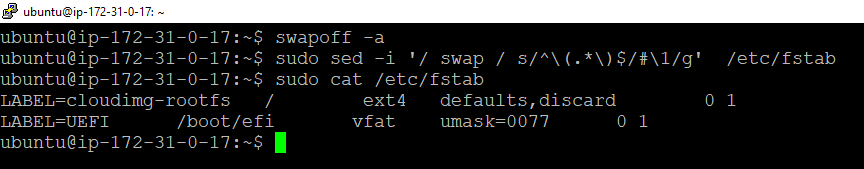 ubuntu@ip-172-31-0-17: ~
ubuntu@ip-172-31-0-17:~$ swapoff -a
ubuntu@ip-172-31-0-17:~$ sudo sed -i '/ swap / s/^\(.*\)$/#\1/g'  /etc/fstab
ubuntu@ip-172-31-0-17:~$ sudo cat /etc/fstab
LABEL=cloudimg-rootfs   /        ext4   defaults,discard        0 1
LABEL=UEFI      /boot/efi       vfat    umask=0077      0 1
ubuntu@ip-172-31-0-17:~$